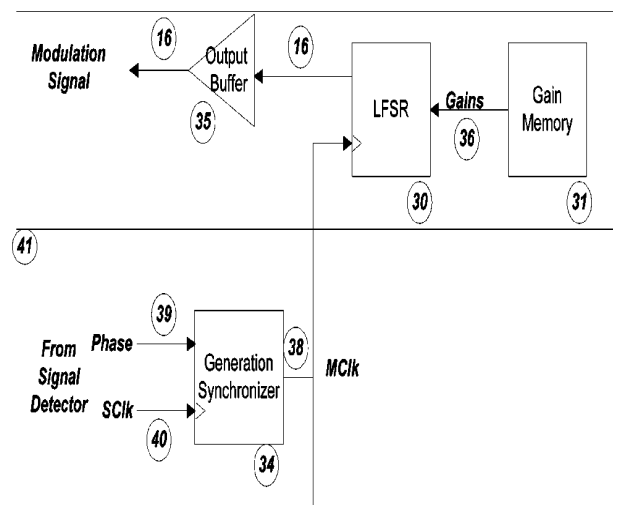 16
Output
Buffer
16
Modulation
Signal
35
LFSR
Gains
36
Gain
Memory
30
31
41
39
Phase
From
Signal
Detector
SClk
40
Generation
Synchronizer
38
MClk
34